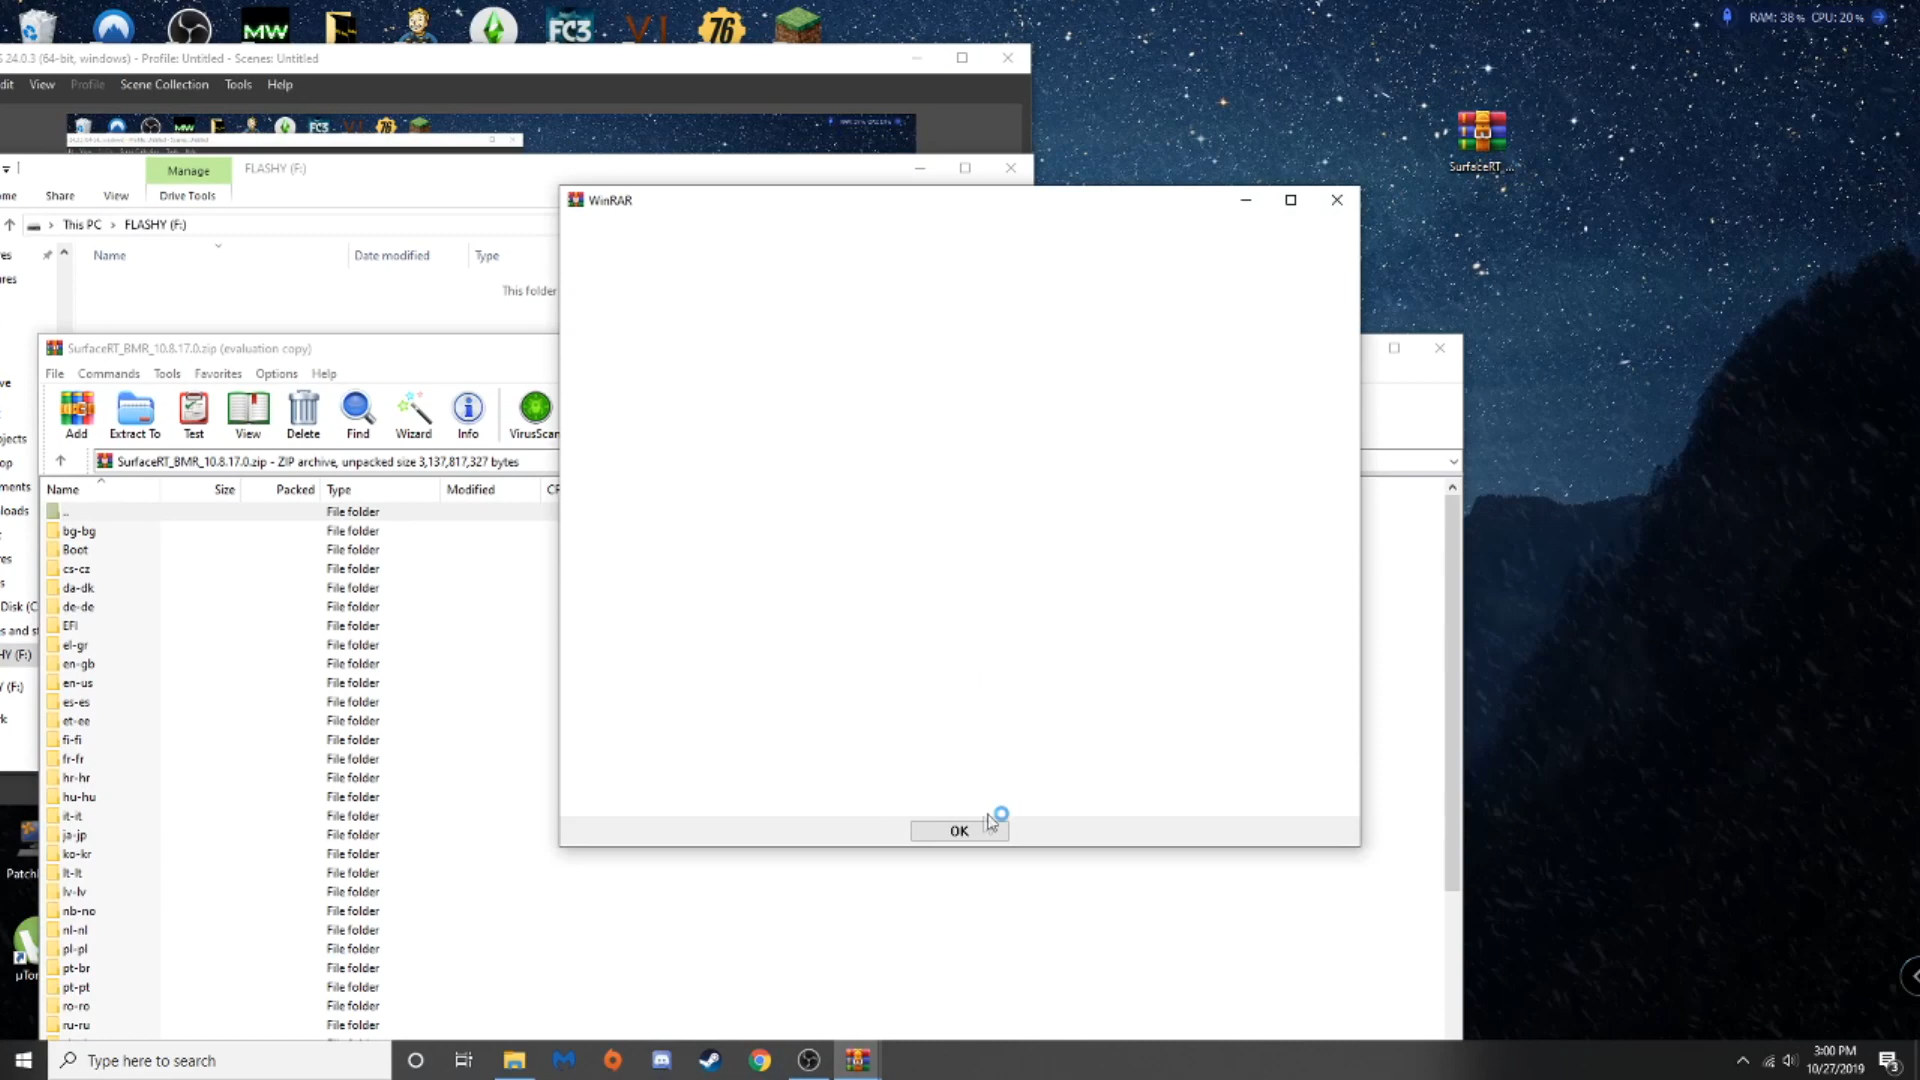 MW
FC3
VI
76
RAM: 38% CPU: 20%
24.0.3 (64-bit, windows) - Profile: Untitled - Scenes: Untitled
dit View Profile Scene Collection Tools Help
SurfaceRT_...
Manage FLASHY (F:)
ome Share View Drive Tools
This PC > FLASHY (F:)
Name Date modified Type
This folder
WinRAR
SurfaceRT_BMR_10.8.17.0.zip (evaluation copy)
File Commands Tools Favorites Options Help
Add Extract To Test View Delete Find Wizard Info VirusScan
SurfaceRT_BMR_10.8.17.0.zip - ZIP archive, unpacked size 3,137,817,327 bytes
Name Size Packed Type Modified
.. File folder
bg-bg File folder
Boot File folder
cs-cz File folder
da-dk File folder
de-de File folder
EFI File folder
el-gr File folder
en-gb File folder
en-us File folder
es-es File folder
et-ee File folder
fi-fi File folder
fr-fr File folder
hr-hr File folder
hu-hu File folder
it-it File folder
ja-jp File folder
ko-kr File folder
lt-lt File folder
lv-lv File folder
nb-no File folder
nl-nl File folder
pl-pl File folder
pt-br File folder
pt-pt File folder
ro-ro File folder
ru-ru File folder
OK
Type here to search
3:00 PM
10/27/2019
3